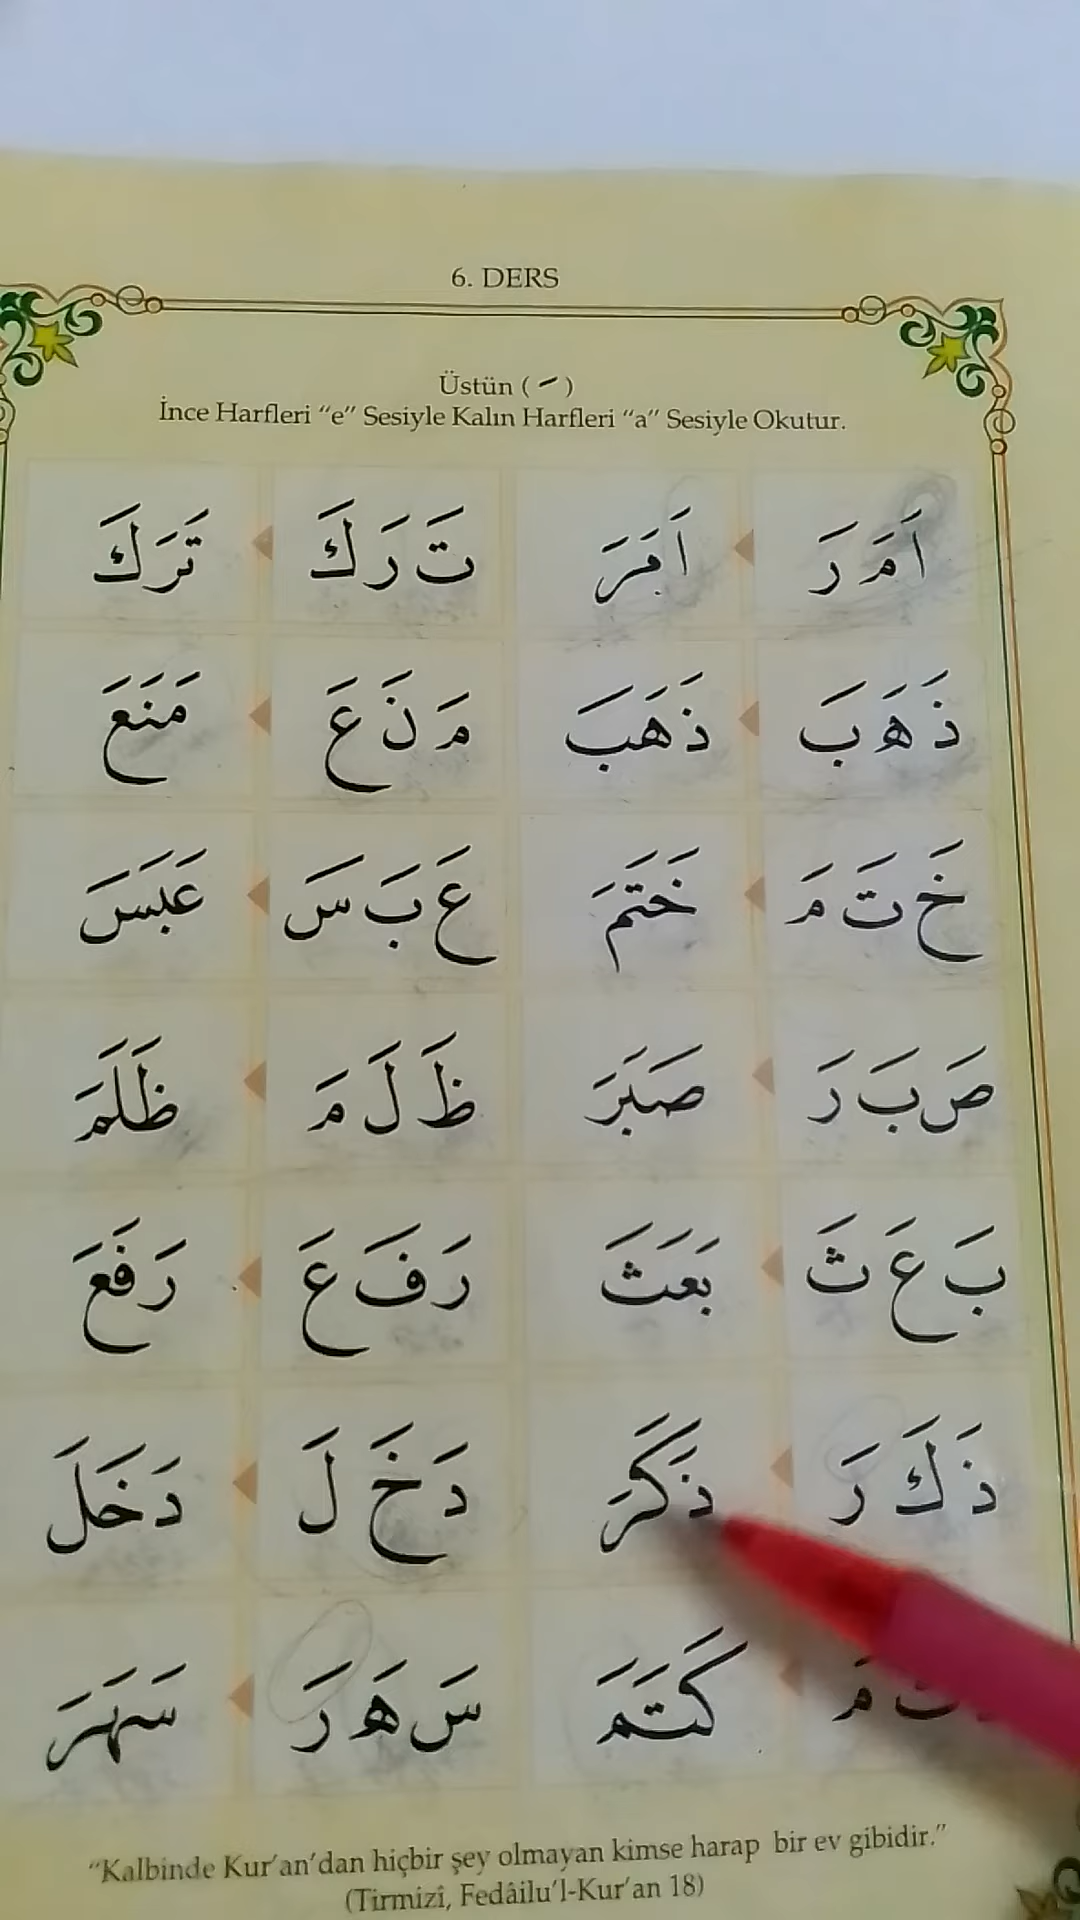 6. DERS
Üstün ( َ )
İnce Harfleri “e” Sesiyle Kalın Harfleri “a” Sesiyle Okutur.
اَ مَ رَ اَمَرَ تَ رَ كَ تَرَكَ
ذَ هَ بَ ذَهَبَ مَ نَ عَ مَنَعَ
خَ تَ مَ خَتَمَ عَ بَ سَ عَبَسَ
صَ بَ رَ صَبَرَ ظَ لَ مَ ظَلَمَ
بَ عَ ثَ بَعَثَ رَ فَ عَ رَفَعَ
ذَ كَ رَ ذَكَرَ دَ خَ لَ دَخَلَ
مَ كَتَمَ سَ هَ رَ سَهَرَ
“Kalbinde Kur’an’dan hiçbir şey olmayan kimse harap bir ev gibidir.”
(Tirmizî, Fedâilu’l-Kur’an 18)